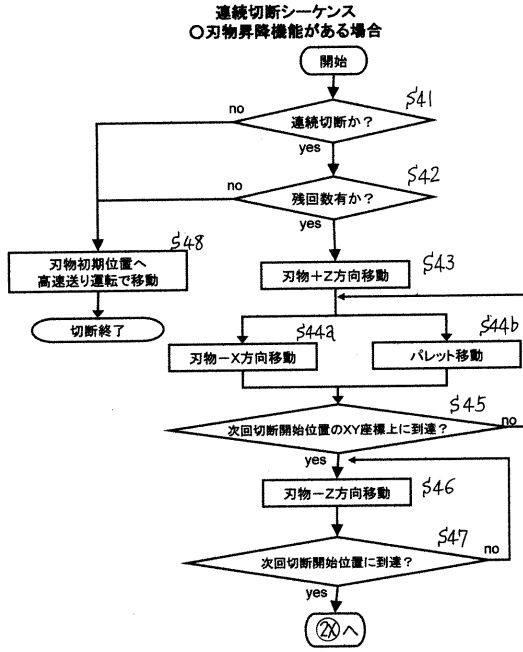 連続切断シーケンス
○刃物昇降機能がある場合
開始
S41
no
連続切断か？
yes
S42
no
残回数有か？
yes
S48
刃物初期位置へ
高速送り運転で移動
S43
刃物＋Z方向移動
切断終了
S44a
S44b
刃物－X方向移動
パレット移動
S45
次回切断開始位置のXY座標上に到達？
no
yes
刃物－Z方向移動
S46
S47
次回切断開始位置に到達？
no
yes
②Xへ